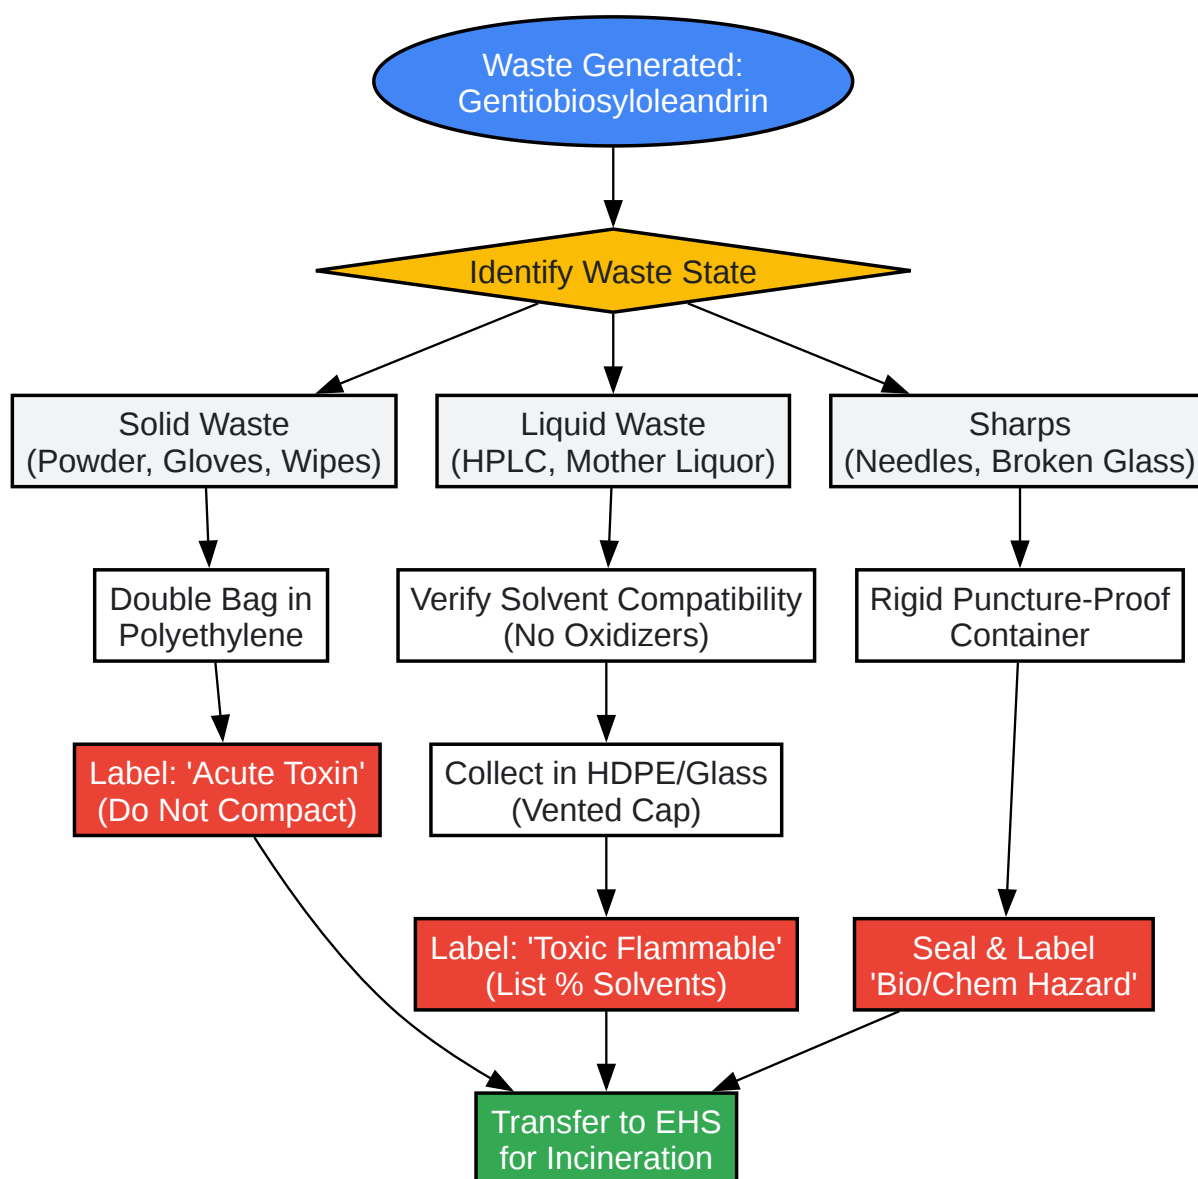 Waste Generated:
Gentiobiosyloleandrin
Identify Waste State
Solid Waste
(Powder, Gloves, Wipes)
Liquid Waste
(HPLC, Mother Liquor)
Sharps
(Needles, Broken Glass)
Double Bag in
Polyethylene
Verify Solvent Compatibility
(No Oxidizers)
Rigid Puncture-Proof
Container
Label: 'Acute Toxin'
(Do Not Compact)
Collect in HDPE/Glass
(Vented Cap)
Label: 'Toxic Flammable'
(List % Solvents)
Seal & Label
'Bio/Chem Hazard'
Transfer to EHS
for Incineration